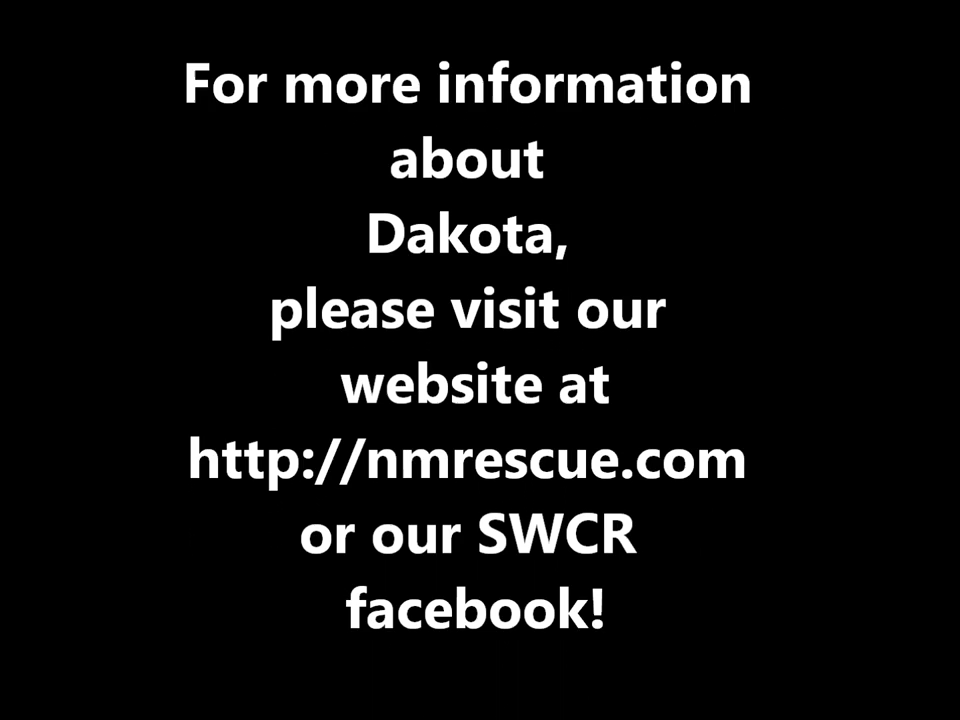 For more information
about
Dakota,
please visit our
website at
http://nmrescue.com
or our SWCR
facebook!